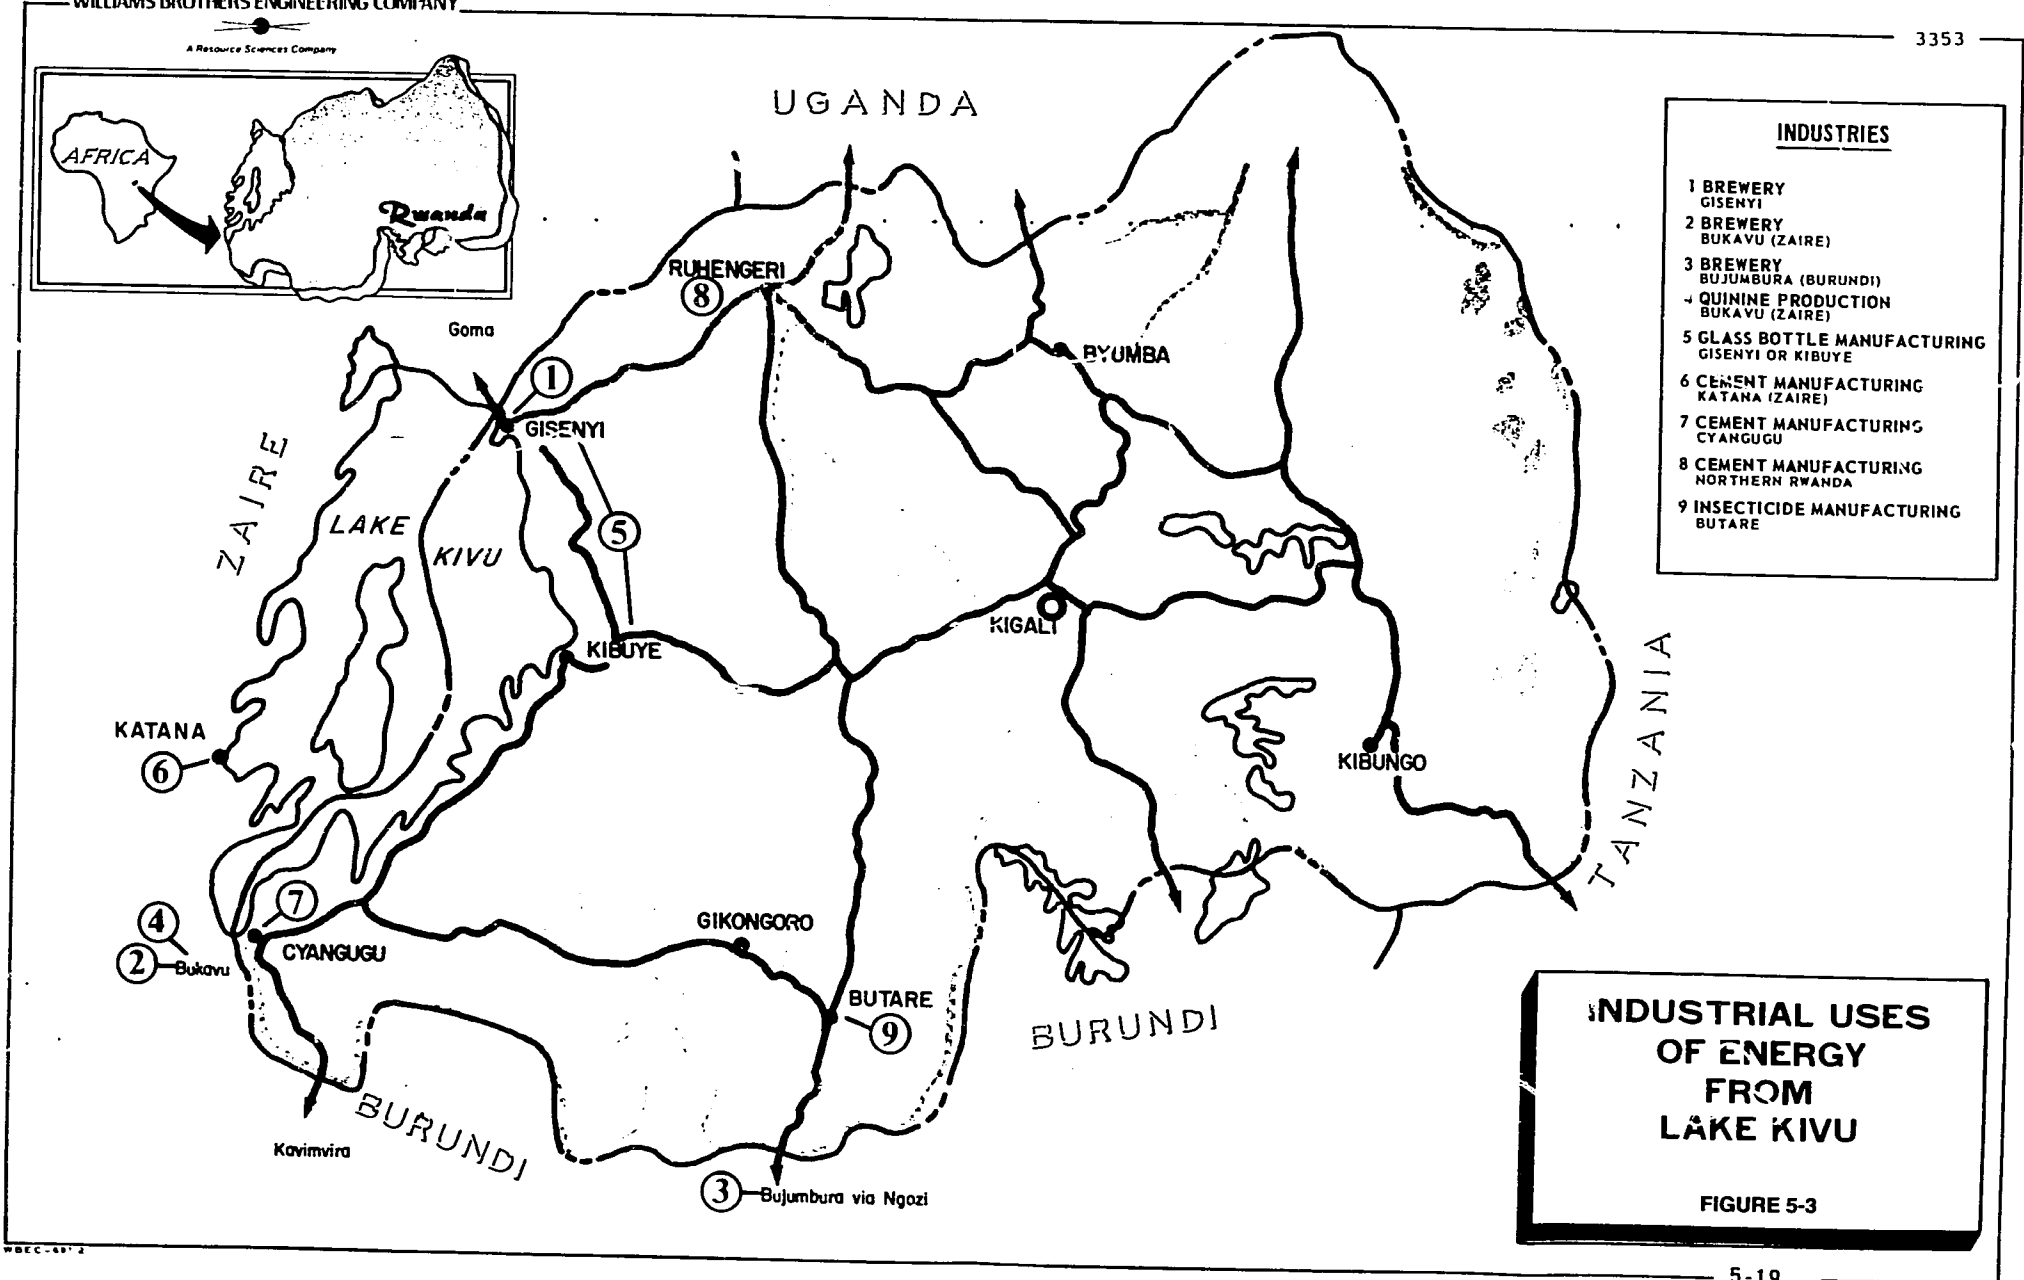 WILLIAMS BROTHERS ENGINEERING COMPANY
A Resource Sciences Company
3353
AFRICA
Rwanda
UGANDA
INDUSTRIES
1 BREWERY
GISENYI
2 BREWERY
BUKAVU (ZAIRE)
3 BREWERY
BUJUMBURA (BURUNDI)
4 QUININE PRODUCTION
BUKAVU (ZAIRE)
5 GLASS BOTTLE MANUFACTURING
GISENYI OR KIBUYE
6 CEMENT MANUFACTURING
KATANA (ZAIRE)
7 CEMENT MANUFACTURING
CYANGUGU
8 CEMENT MANUFACTURING
NORTHERN RWANDA
9 INSECTICIDE MANUFACTURING
BUTARE
RUHENGERI
8
Goma
BYUMBA
1
GISENYI
ZAIRE
LAKE
KIVU
5
KIGALI
KIBUYE
TANZANIA
KATANA
6
KIBUNGO
7
4
GIKONGORO
CYANGUGU
2
Bukavu
BUTARE
9
BURUNDI
BURUNDI
Kavimvira
3
Bujumbura via Ngozi
INDUSTRIAL USES
OF ENERGY
FROM
LAKE KIVU
FIGURE 5-3
5-19